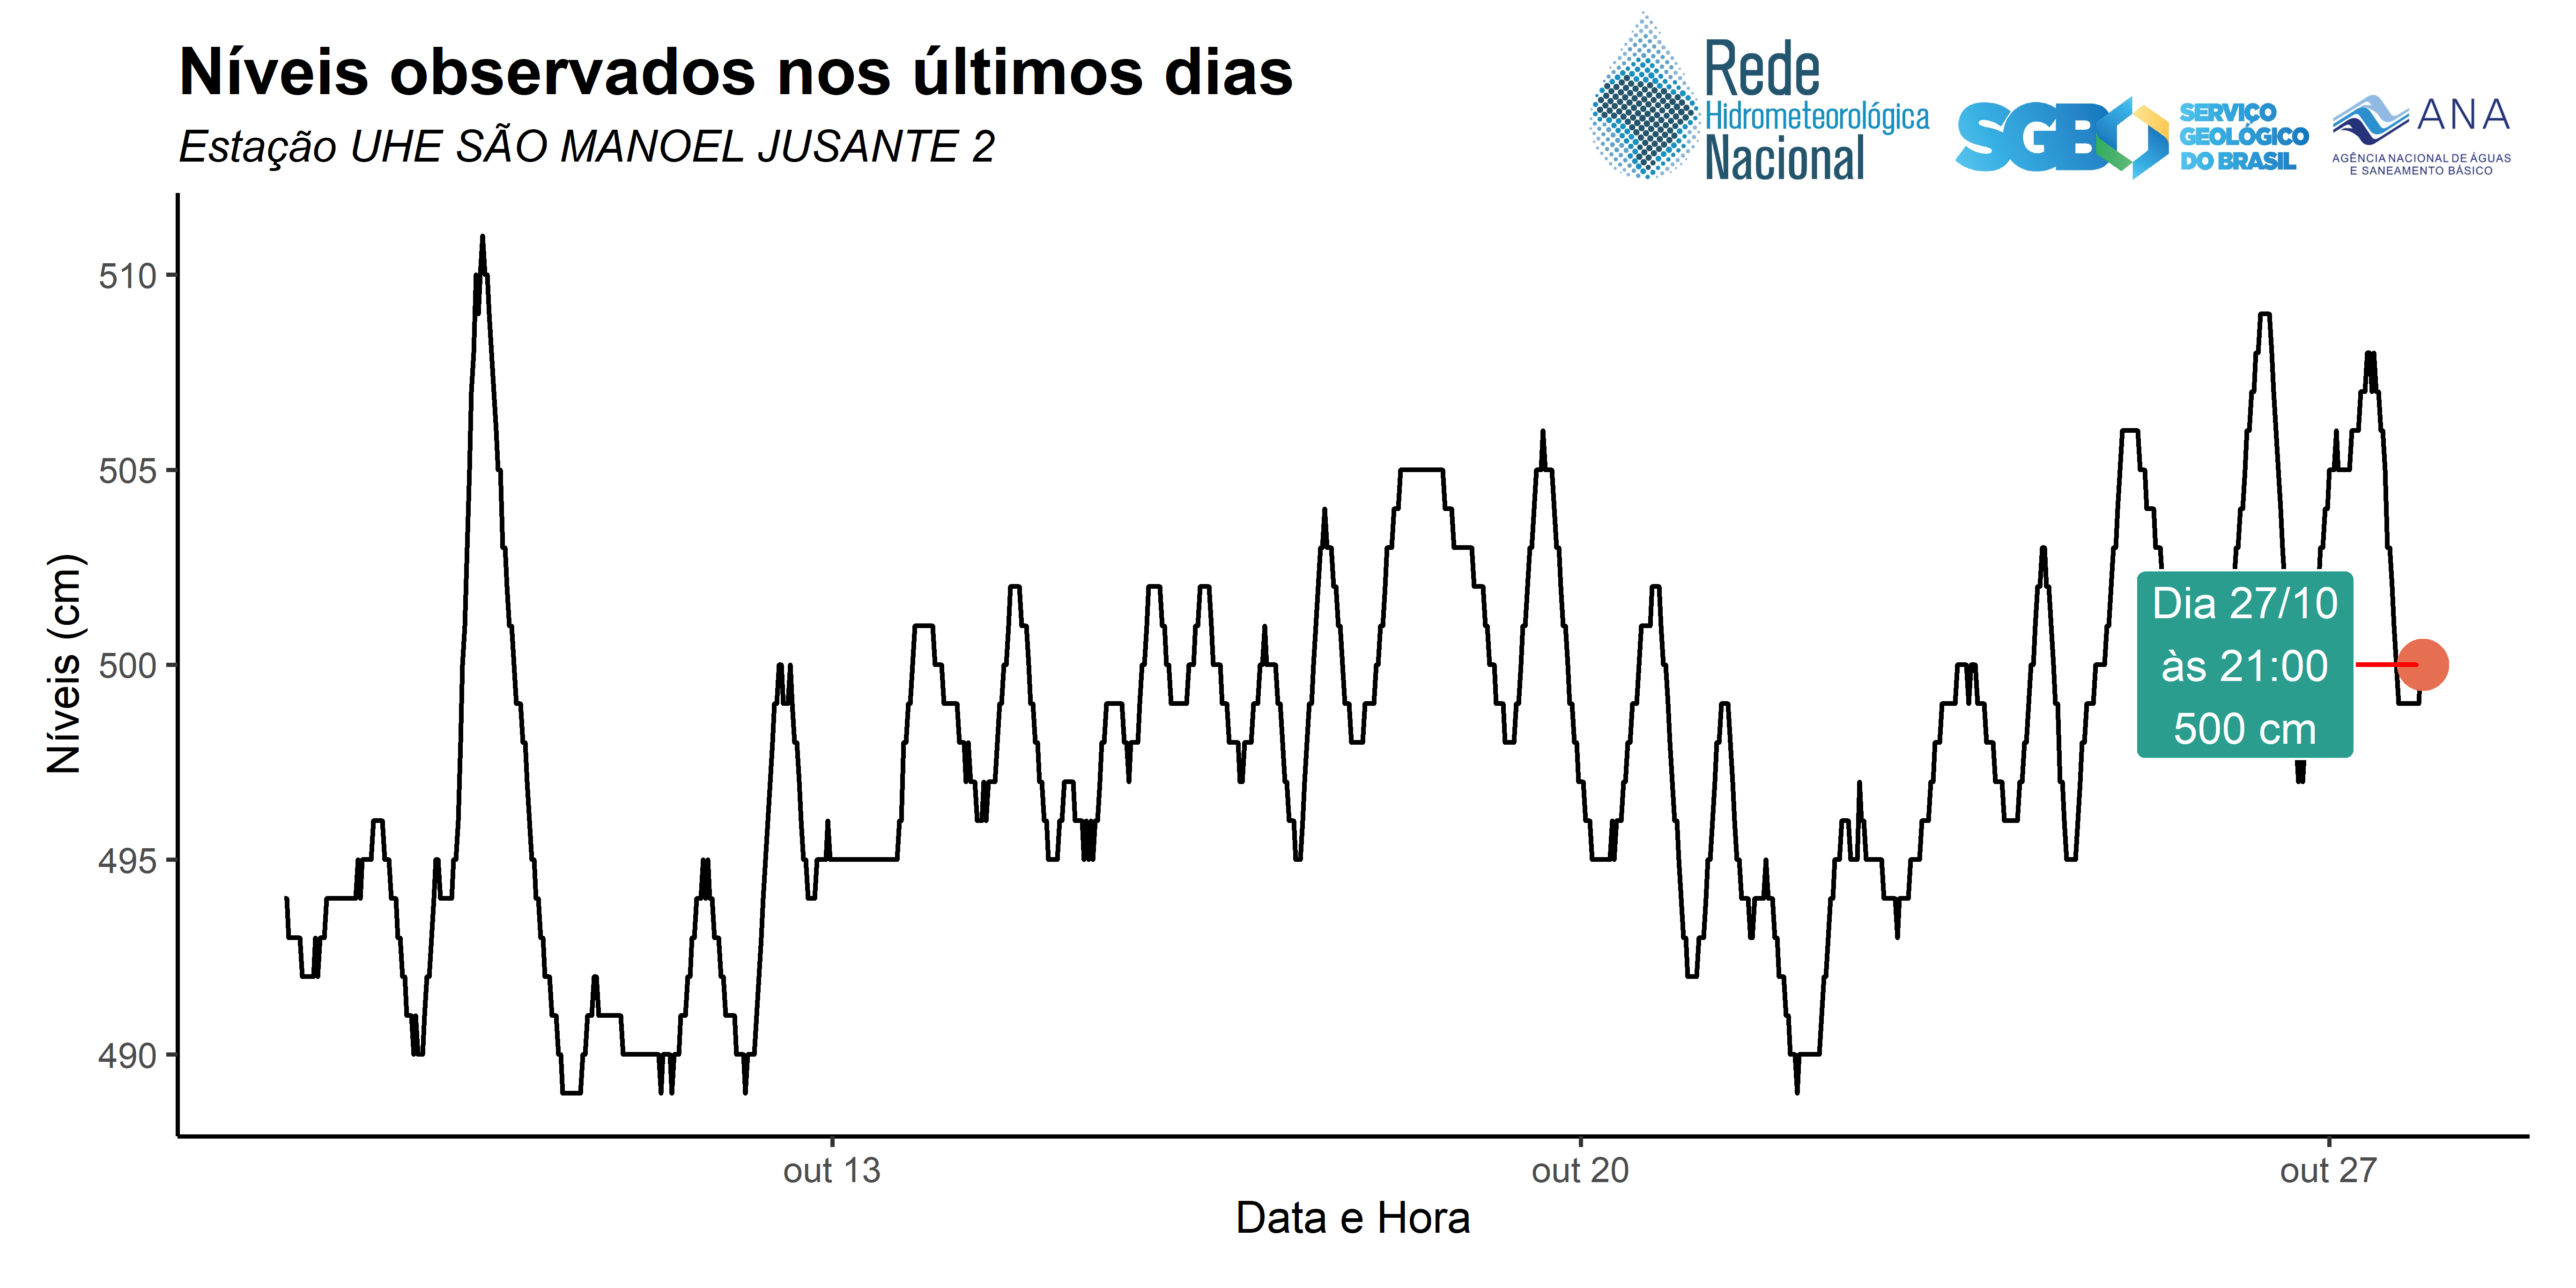 Níveis observados nos últimos dias
Estação UHE SÃO MANOEL JUSANTE 2
Rede
Hidrometeorológica
Nacional
SGB
SERVIÇO
GEOLÓGICO
DO BRASIL
ANA
AGÊNCIA NACIONAL DE ÁGUAS
E SANEAMENTO BÁSICO
Níveis (cm)
510
505
500
495
490
Dia 27/10
às 21:00
500 cm
out 13
out 20
out 27
Data e Hora